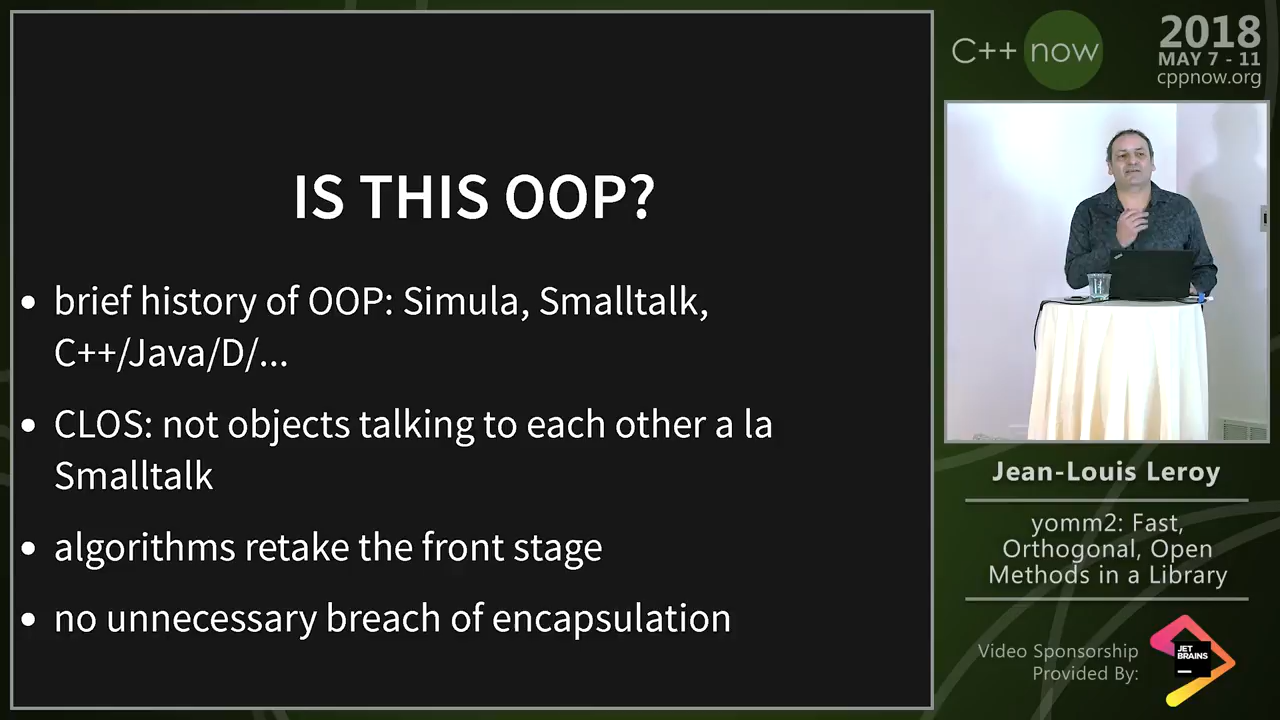 IS THIS OOP?
• brief history of OOP: Simula, Smalltalk,
C++/Java/D/...
• CLOS: not objects talking to each other a la
Smalltalk
• algorithms retake the front stage
• no unnecessary breach of encapsulation
C++ now
2018
MAY 7 - 11
cppnow.org
Jean-Louis Leroy
yomm2: Fast,
Orthogonal, Open
Methods in a Library
Video Sponsorship
Provided By:
JET
BRAINS